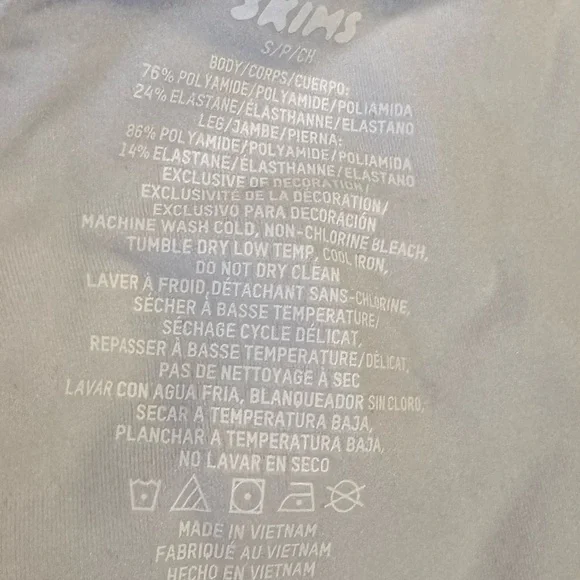 SKIMS
S/P/CH
BODY/CORPS/CUERPO:
76% POLYAMIDE/POLYAMIDE/POLIAMIDA
24% ELASTANE/ÉLASTHANNE/ELASTANO
LEG/JAMBE/PIERNA:
86% POLYAMIDE/POLYAMIDE/POLIAMIDA
14% ELASTANE/ÉLASTHANNE/ELASTANO
EXCLUSIVE OF DECORATION/
EXCLUSIVITÉ DE LA DÉCORATION/
EXCLUSIVO PARA DECORACIÓN
MACHINE WASH COLD, NON-CHLORINE BLEACH,
TUMBLE DRY LOW TEMP, COOL IRON,
DO NOT DRY CLEAN
LAVER À FROID, DÉTACHANT SANS-CHLORINE,
SÉCHER À BASSE TEMPERATURE/
SÉCHAGE CYCLE DÉLICAT,
REPASSER À BASSE TEMPERATURE/DÉLICAT,
PAS DE NETTOYAGE À SEC
LAVAR CON AGUA FRIA, BLANQUEADOR SIN CLORO,
SECAR A TEMPERATURA BAJA,
PLANCHAR A TEMPERATURA BAJA,
NO LAVAR EN SECO
MADE IN VIETNAM
FABRIQUÉ AU VIETNAM
HECHO EN VIETNAM